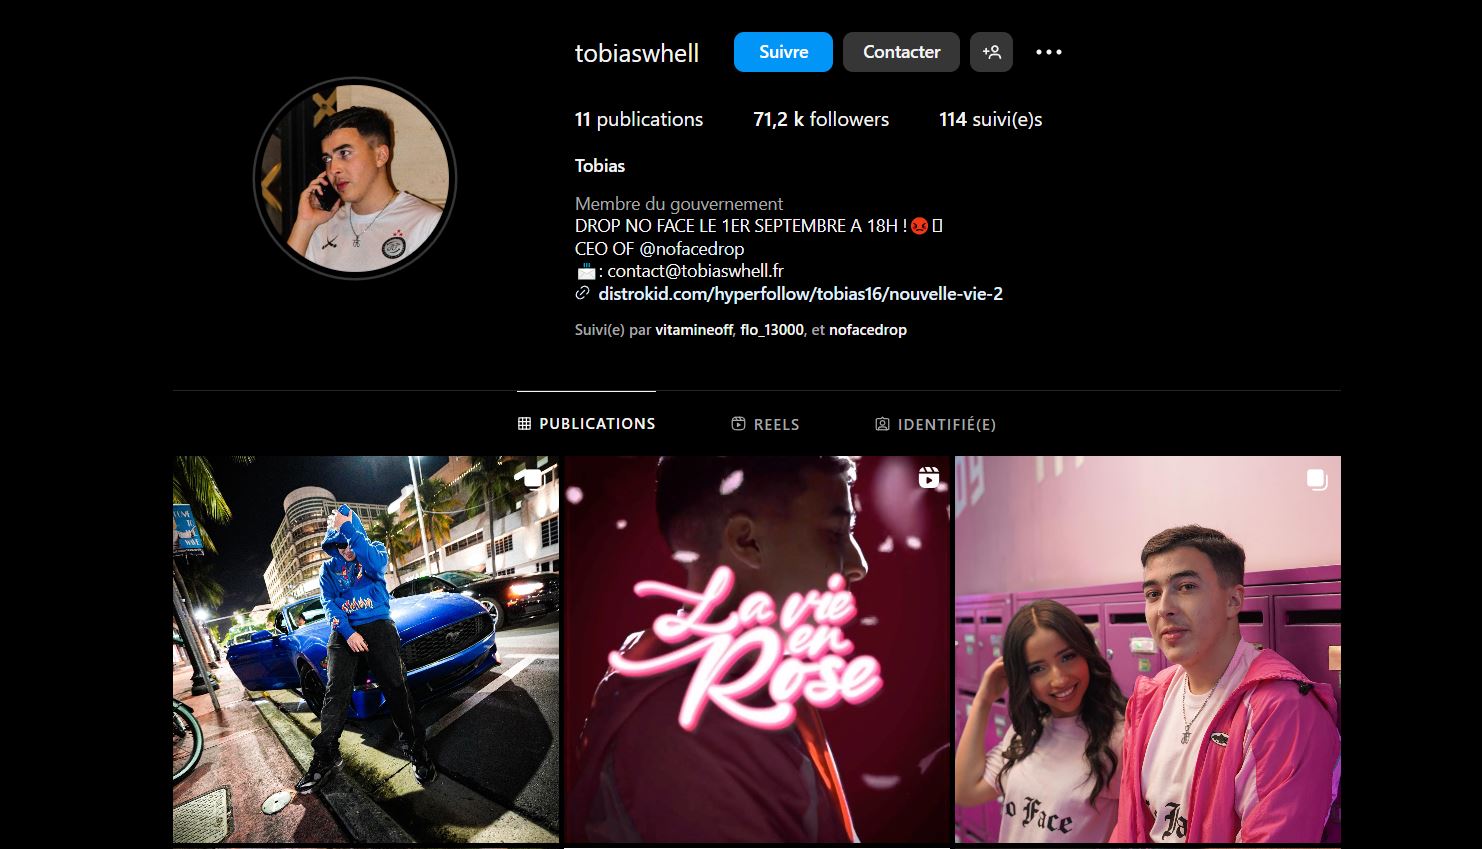 tobiaswhell
Suivre
Contacter
11 publications
71,2 k followers
114 suivi(e)s
Tobias
Membre du gouvernement
DROP NO FACE LE 1ER SEPTEMBRE A 18H !😡▯
CEO OF @nofacedrop
📩: contact@tobiaswhell.fr
distrokid.com/hyperfollow/tobias16/nouvelle-vie-2
Suivi(e) par vitamineoff, flo_13000, et nofacedrop
PUBLICATIONS
REELS
IDENTIFIÉ(E)
TO
WAVE
La vie
en
Rose
o Face